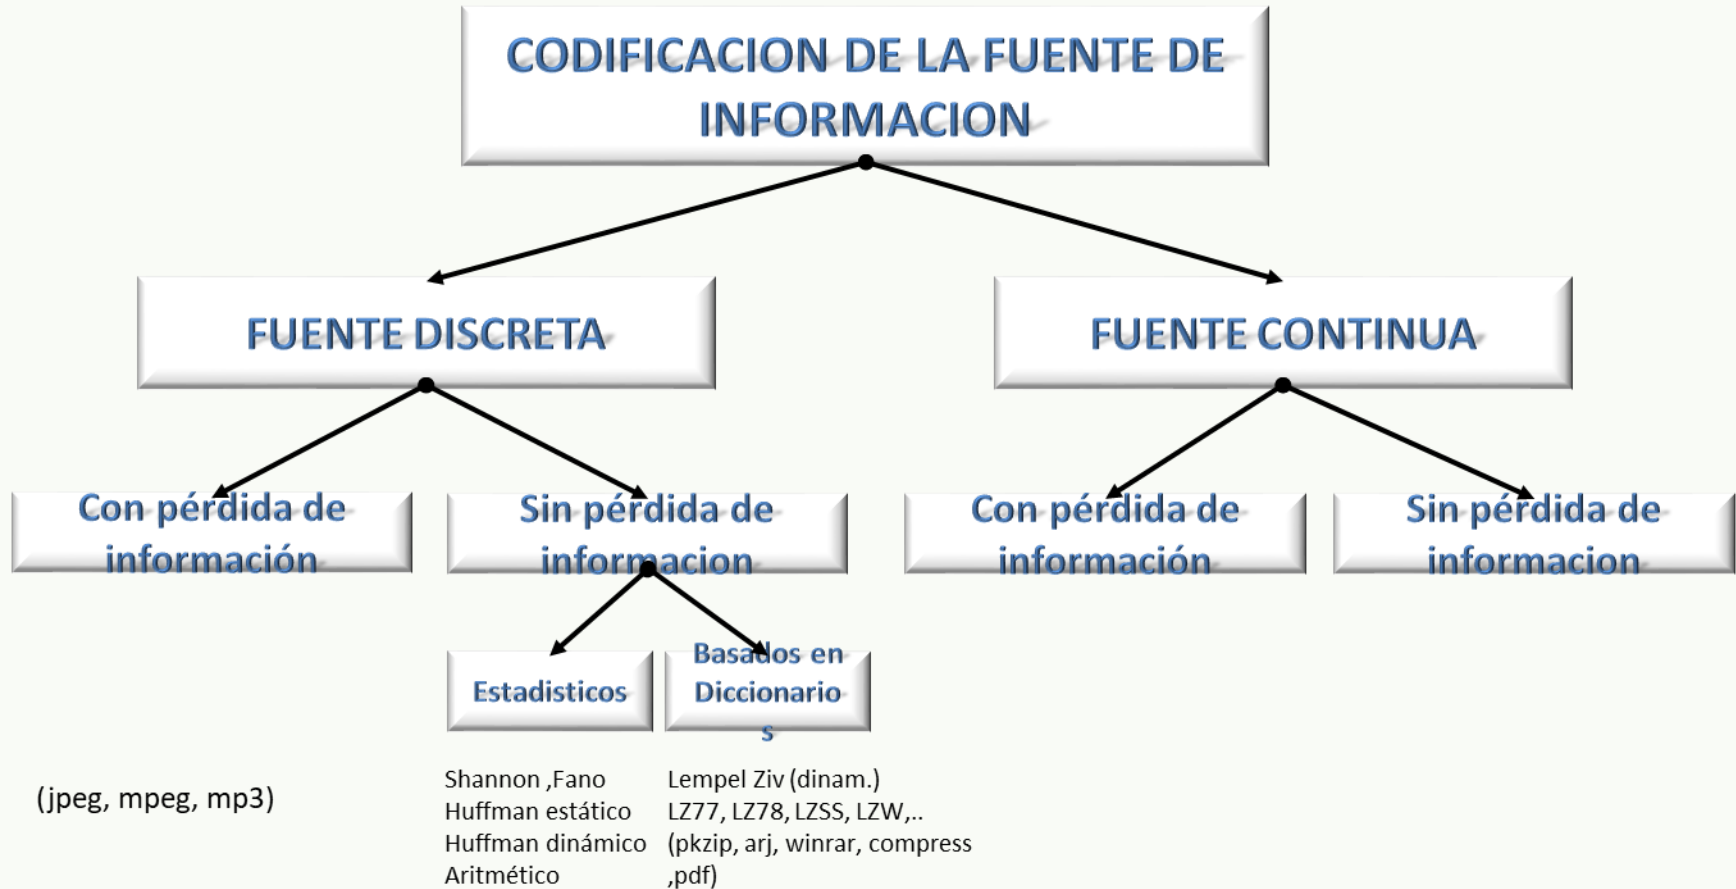 CODIFICACION DE LA FUENTE DE
INFORMACION
FUENTE DISCRETA
FUENTE CONTINUA
Con pérdida de
información
Sin pérdida de
informacion
Con pérdida de
información
Sin pérdida de
informacion
Estadisticos
Basados en
Diccionario
s
(jpeg, mpeg, mp3)
Shannon ,Fano
Huffman estático
Huffman dinámico
Aritmético
Lempel Ziv (dinam.)
LZ77, LZ78, LZSS, LZW,..
(pkzip, arj, winrar, compress
,pdf)